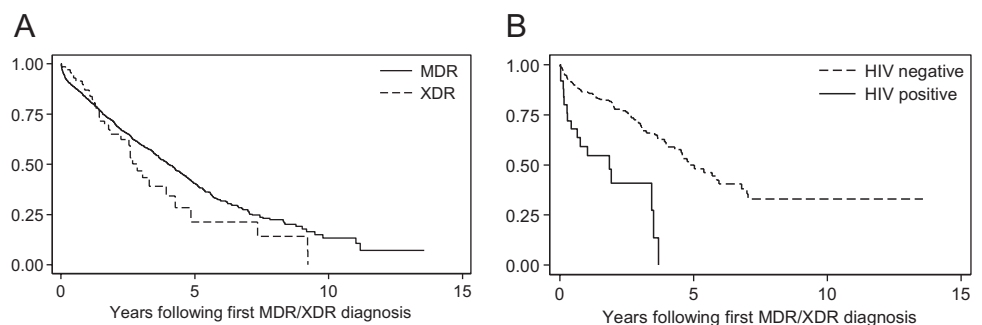 A
1.00
0.75
0.50
0.25
0.00
0 5 10 15
Years following first MDR/XDR diagnosis
MDR
XDR
B
1.00
0.75
0.50
0.25
0.00
0 5 10 15
Years following first MDR/XDR diagnosis
HIV negative
HIV positive